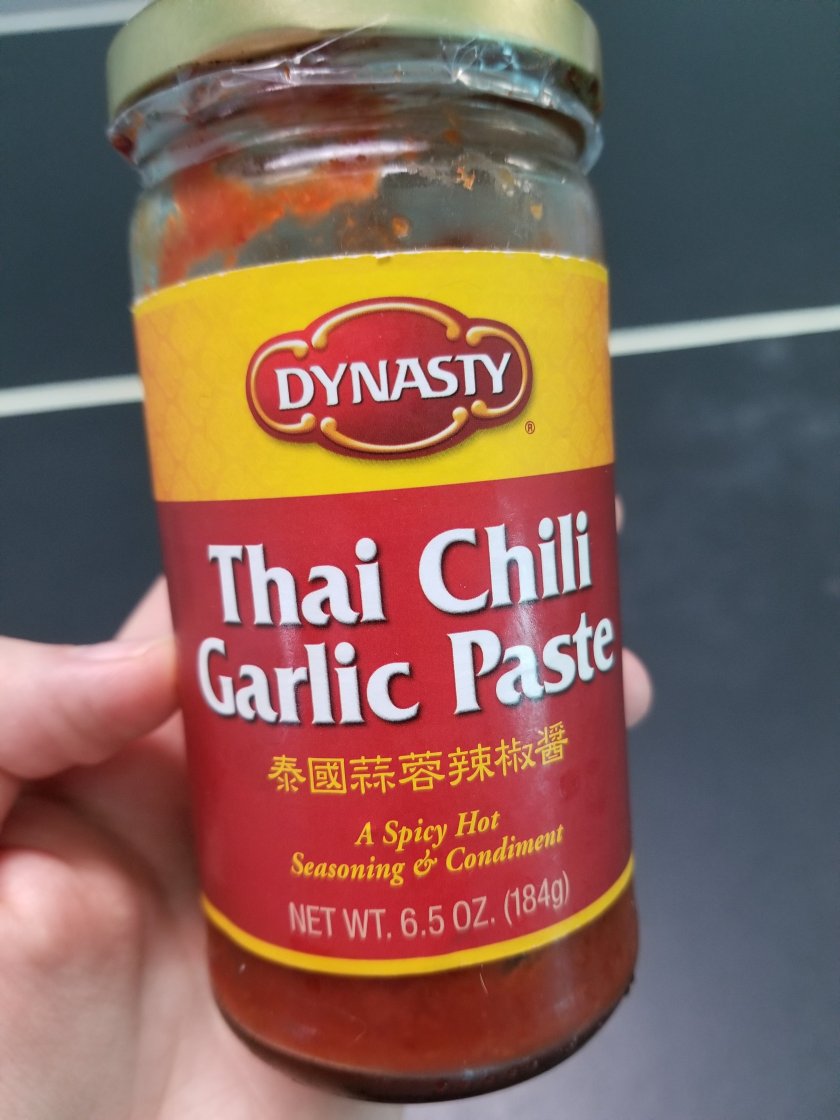 DYNASTY
®
Thai Chili
Garlic Paste
泰國蒜蓉辣椒醬
A Spicy Hot
Seasoning & Condiment
NET WT. 6.5 OZ. (184g)